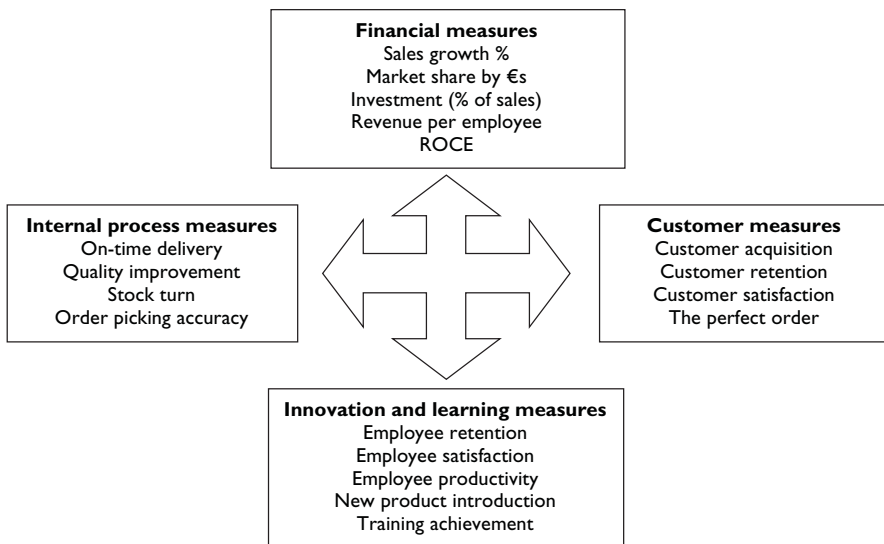 Financial measures
Sales growth %
Market share by €s
Investment (% of sales)
Revenue per employee
ROCE
Internal process measures
On-time delivery
Quality improvement
Stock turn
Order picking accuracy
Customer measures
Customer acquisition
Customer retention
Customer satisfaction
The perfect order
Innovation and learning measures
Employee retention
Employee satisfaction
Employee productivity
New product introduction
Training achievement